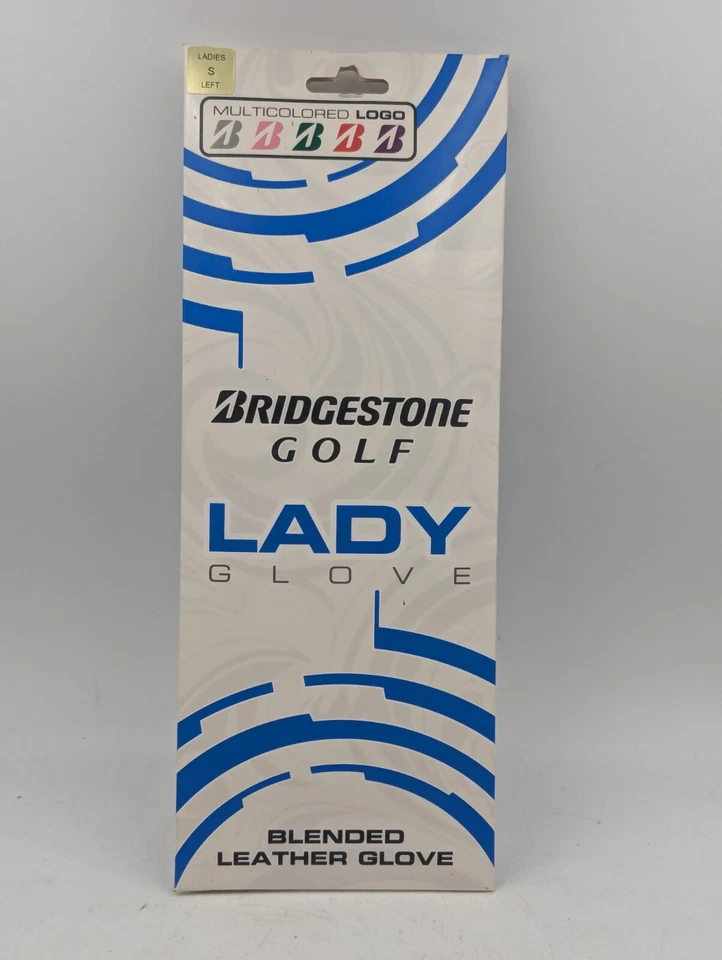 LADIES
S
LEFT
MULTICOLORED LOGO
B B B B B
BRIDGESTONE
GOLF
LADY
GLOVE
BLENDED
LEATHER GLOVE